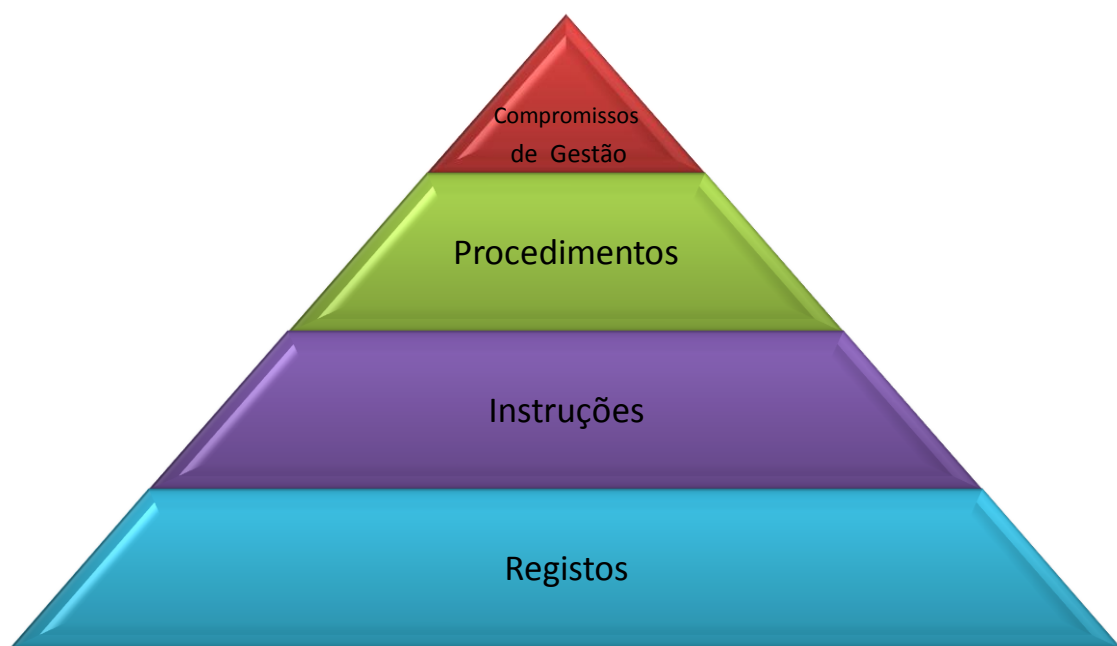 Compromissos
de Gestão
Procedimentos
Instruções
Registos